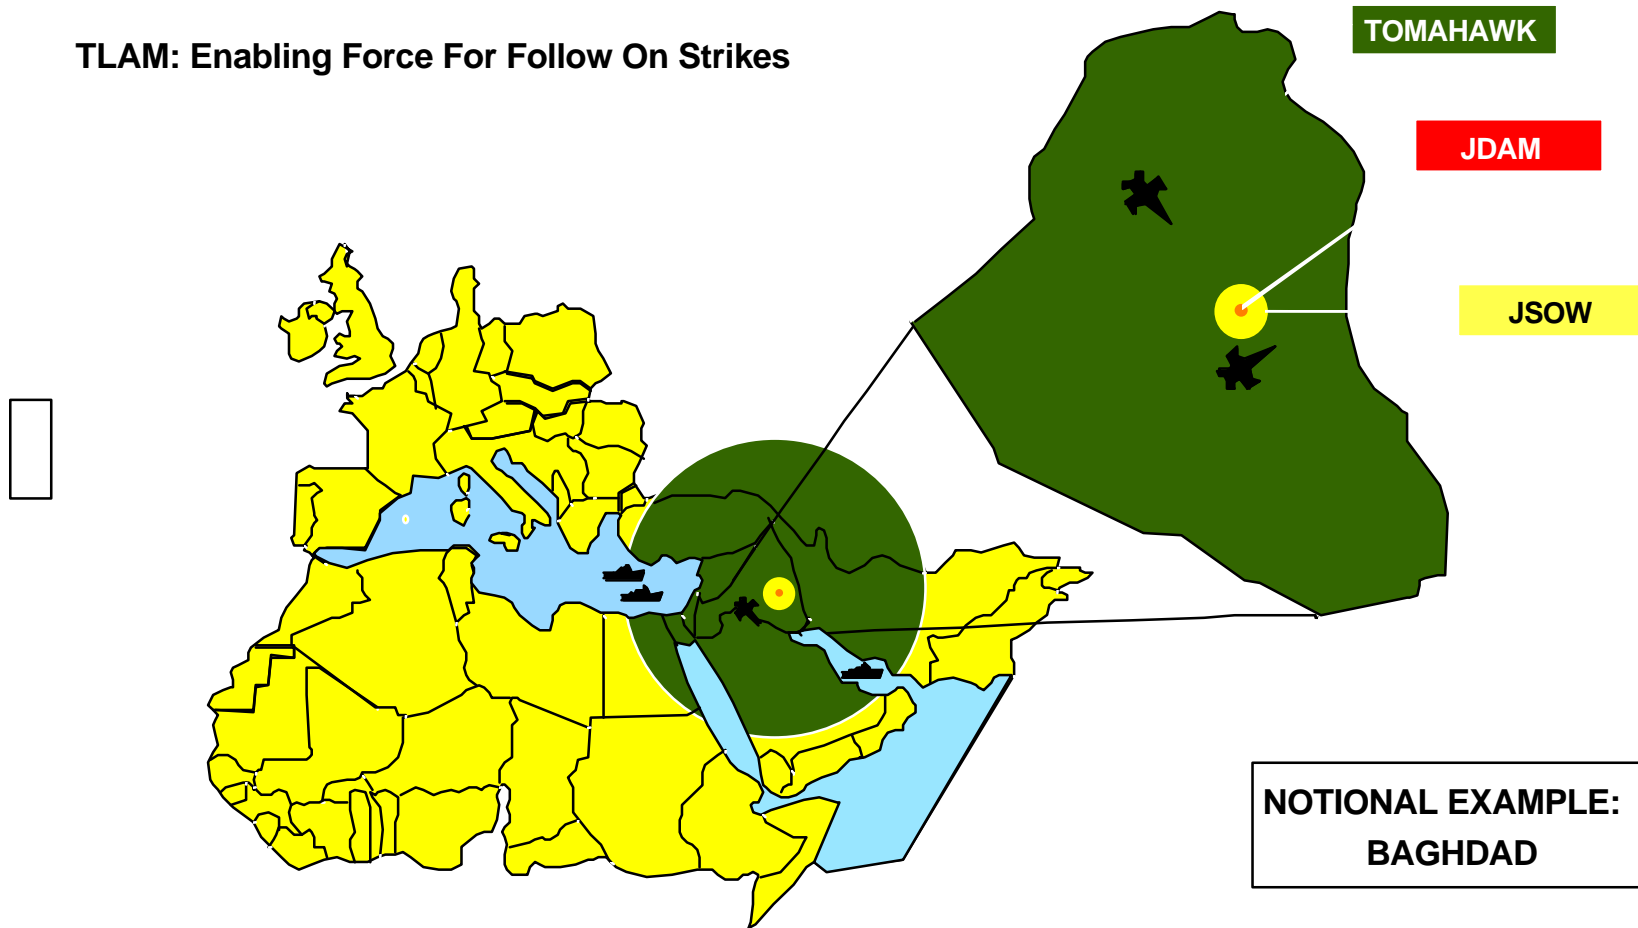 TLAM: Enabling Force For Follow On Strikes
TOMAHAWK
JDAM
JSOW
NOTIONAL EXAMPLE:
BAGHDAD